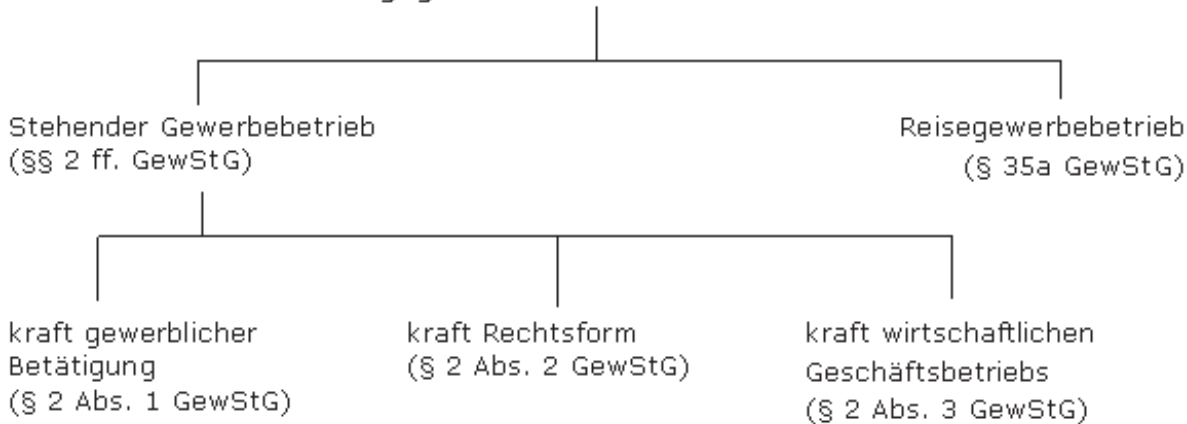 Stehender Gewerbebetrieb
(§§ 2 ff. GewStG)
Reisegewerbebetrieb
(§ 35a GewStG)
kraft gewerblicher
Betätigung
(§ 2 Abs. 1 GewStG)
kraft Rechtsform
(§ 2 Abs. 2 GewStG)
kraft wirtschaftlichen
Geschäftsbetriebs
(§ 2 Abs. 3 GewStG)